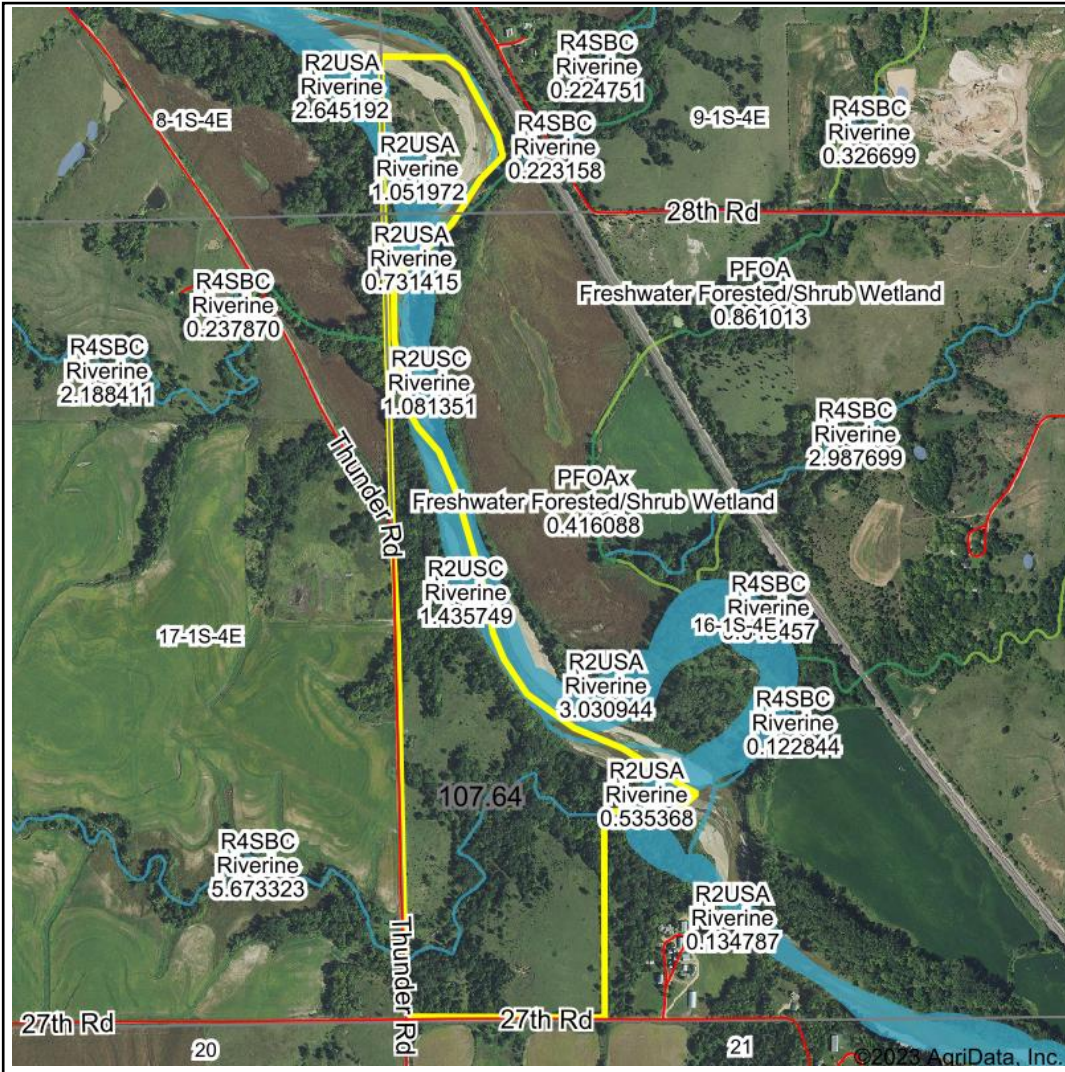 R2USA
Riverine
2.645192
R4SBC
Riverine
0.224751
8-1S-4E
9-1S-4E
R4SBC
Riverine
0.326699
R4SBC
Riverine
0.223158
R2USA
Riverine
1.051972
28th Rd
R2USA
Riverine
0.731415
PFOA
Freshwater Forested/Shrub Wetland
0.861013
R4SBC
Riverine
0.237870
R4SBC
Riverine
2.188411
R2USC
Riverine
1.081351
R4SBC
Riverine
2.987699
Thunder Rd
PFOAx
Freshwater Forested/Shrub Wetland
0.416088
R2USC
Riverine
1.435749
R4SBC
Riverine
16-1S-4E
17-1S-4E
R2USA
Riverine
3.030944
R4SBC
Riverine
0.122844
R2USA
Riverine
0.535368
107.64
R4SBC
Riverine
5.673323
R2USA
Riverine
0.134787
Thunder Rd
27th Rd
27th Rd
20
21
©2023 AgriData, Inc.